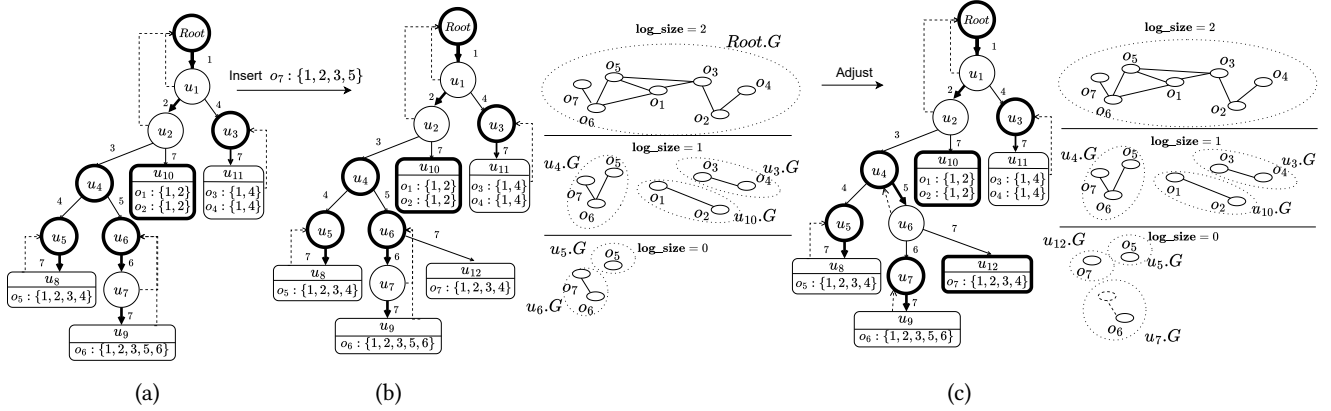 Root
1
u1
2
4
u2
u3
3
7
7
u4
u10
o1 : {1, 2}
o2 : {1, 2}
u11
o3 : {1, 4}
o4 : {1, 4}
4
5
u5
u6
7
6
u8
o5 : {1, 2, 3, 4}
u7
7
u9
o6 : {1, 2, 3, 5, 6}
(a)
Insert o7 : {1, 2, 3, 5}
Root
1
u1
2
4
u2
u3
3
7
7
u4
u10
o1 : {1, 2}
o2 : {1, 2}
u11
o3 : {1, 4}
o4 : {1, 4}
4
5
u5
u6
7
7
6
u8
o5 : {1, 2, 3, 4}
u7
u12
o7 : {1, 2, 3, 4}
7
u9
o6 : {1, 2, 3, 5, 6}
log_size = 2
Root.G
o5
o3
o4
o7
o1
o6
o2
log_size = 1
u4.G
o5
o3
u3.G
o7
o4
o1
o6
o2
u10.G
log_size = 0
u5.G
o5
o7
u6.G
o6
(b)
Adjust
Root
1
u1
2
4
u2
u3
3
7
7
u4
u10
o1 : {1, 2}
o2 : {1, 2}
u11
o3 : {1, 4}
o4 : {1, 4}
4
5
u5
u6
7
7
6
u8
o5 : {1, 2, 3, 4}
u7
u12
o7 : {1, 2, 3, 4}
7
u9
o6 : {1, 2, 3, 5, 6}
log_size = 2
Root.G
o5
o3
o4
o7
o1
o6
o2
log_size = 1
u4.G
o5
o3
u3.G
o7
o4
o1
o6
o2
u10.G
log_size = 0
u12.G
o5
u5.G
o7
o6
u7.G
(c)